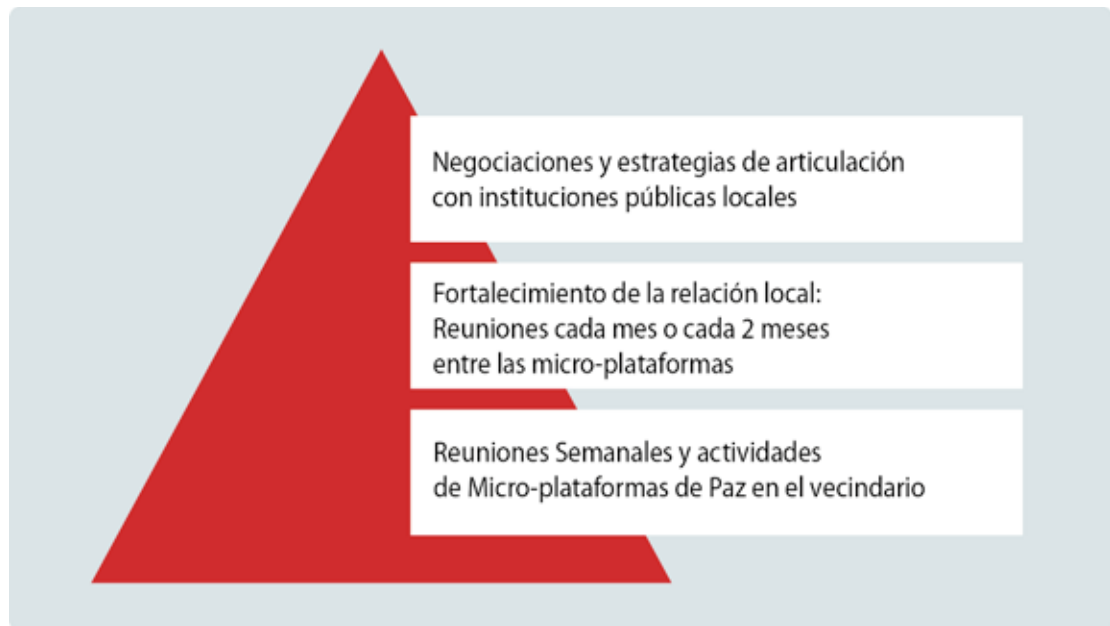 Negociaciones y estrategias de articulación
con instituciones públicas locales
Fortalecimiento de la relación local:
Reuniones cada mes o cada 2 meses
entre las micro-plataformas
Reuniones Semanales y actividades
de Micro-plataformas de Paz en el vecindario